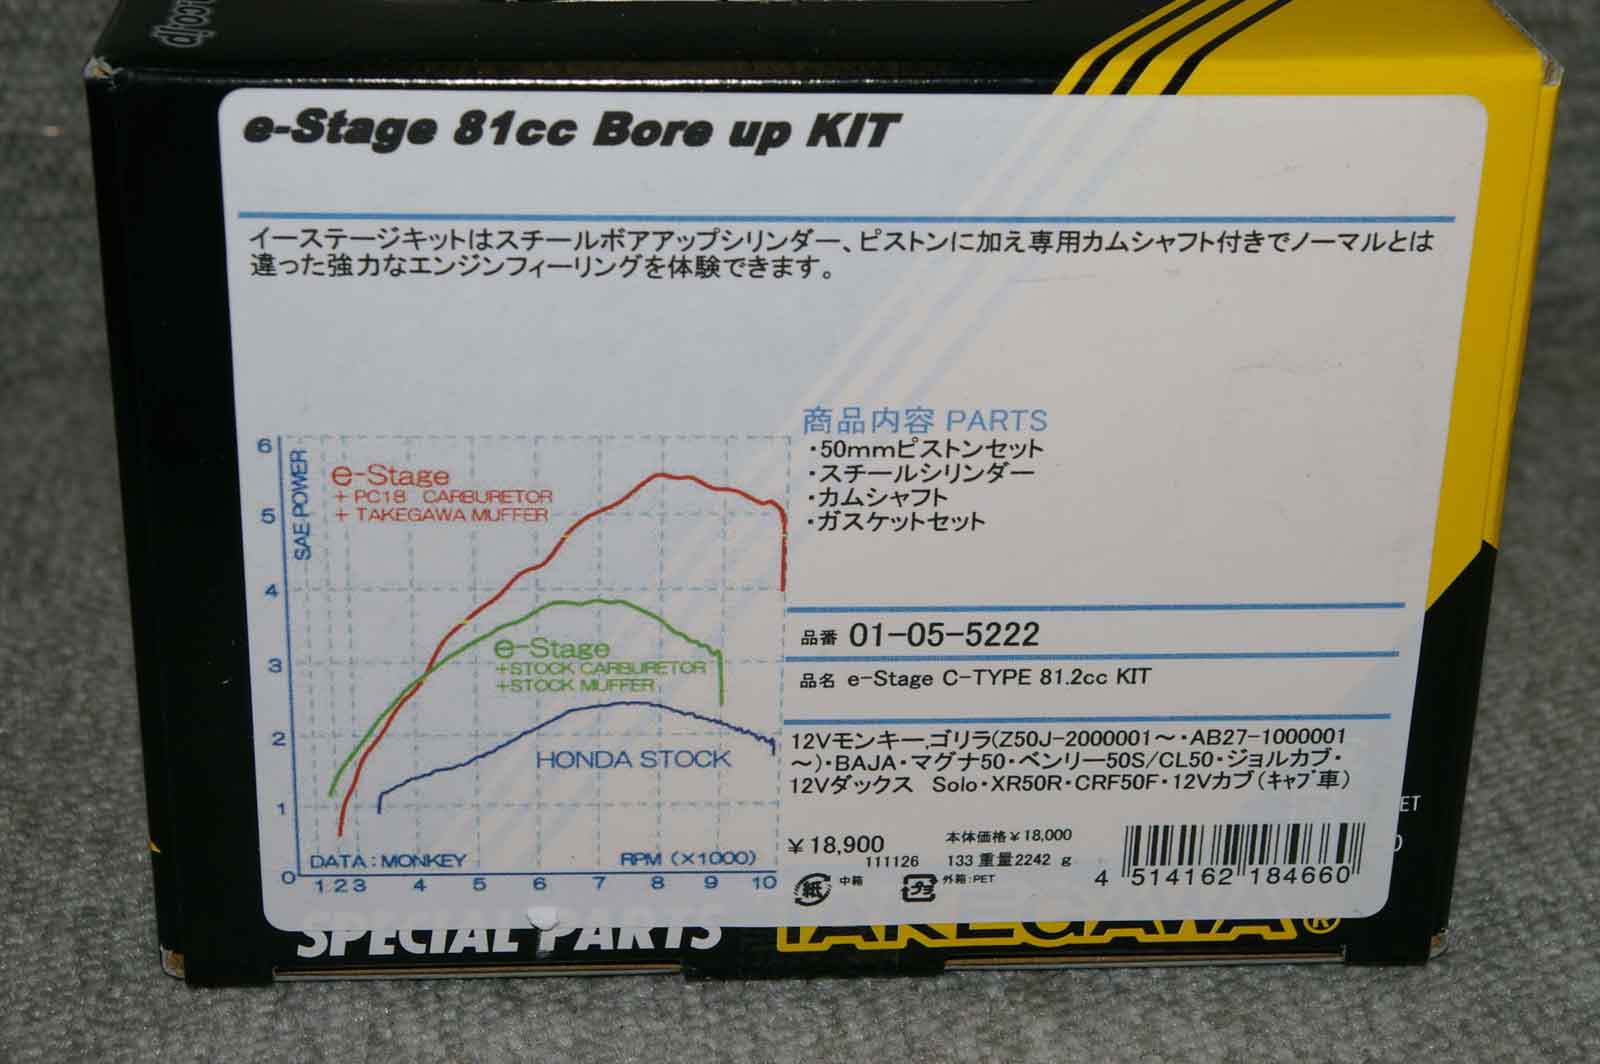 e-Stage 81cc Bore up KIT
イーステージキットはスチールボアアップシリンダー、ピストンに加え専用カムシャフト付きでノーマルとは
違った強力なエンジンフィーリングを体験できます。
商品内容 PARTS
・50mmピストンセット
・スチールシリンダー
・カムシャフト
・ガスケットセット
6
5
4
3
2
1
0
SAE POWER
e-Stage
+ PC18 CARBURETOR
+ TAKEGAWA MUFFER
e-Stage
+STOCK CARBURETOR
+STOCK MUFFER
HONDA STOCK
DATA : MONKEY
RPM (×1000)
1 2 3 4 5 6 7 8 9 10
品番 01-05-5222
品名 e-Stage C-TYPE 81.2cc KIT
12Vモンキー,ゴリラ(Z50J-2000001～・AB27-1000001
～)・BAJA・マグナ50・ベンリー50S/CL50・ジョルカブ・
12Vダックス Solo・XR50R・CRF50F・12Vカブ(キャブ車)
￥18,900 本体価格￥18,000
111126 133 重量2242 g
紙 中箱 プラ 外箱:PET
4 514162 184660
SPECIAL PARTS TAKEGAWA®